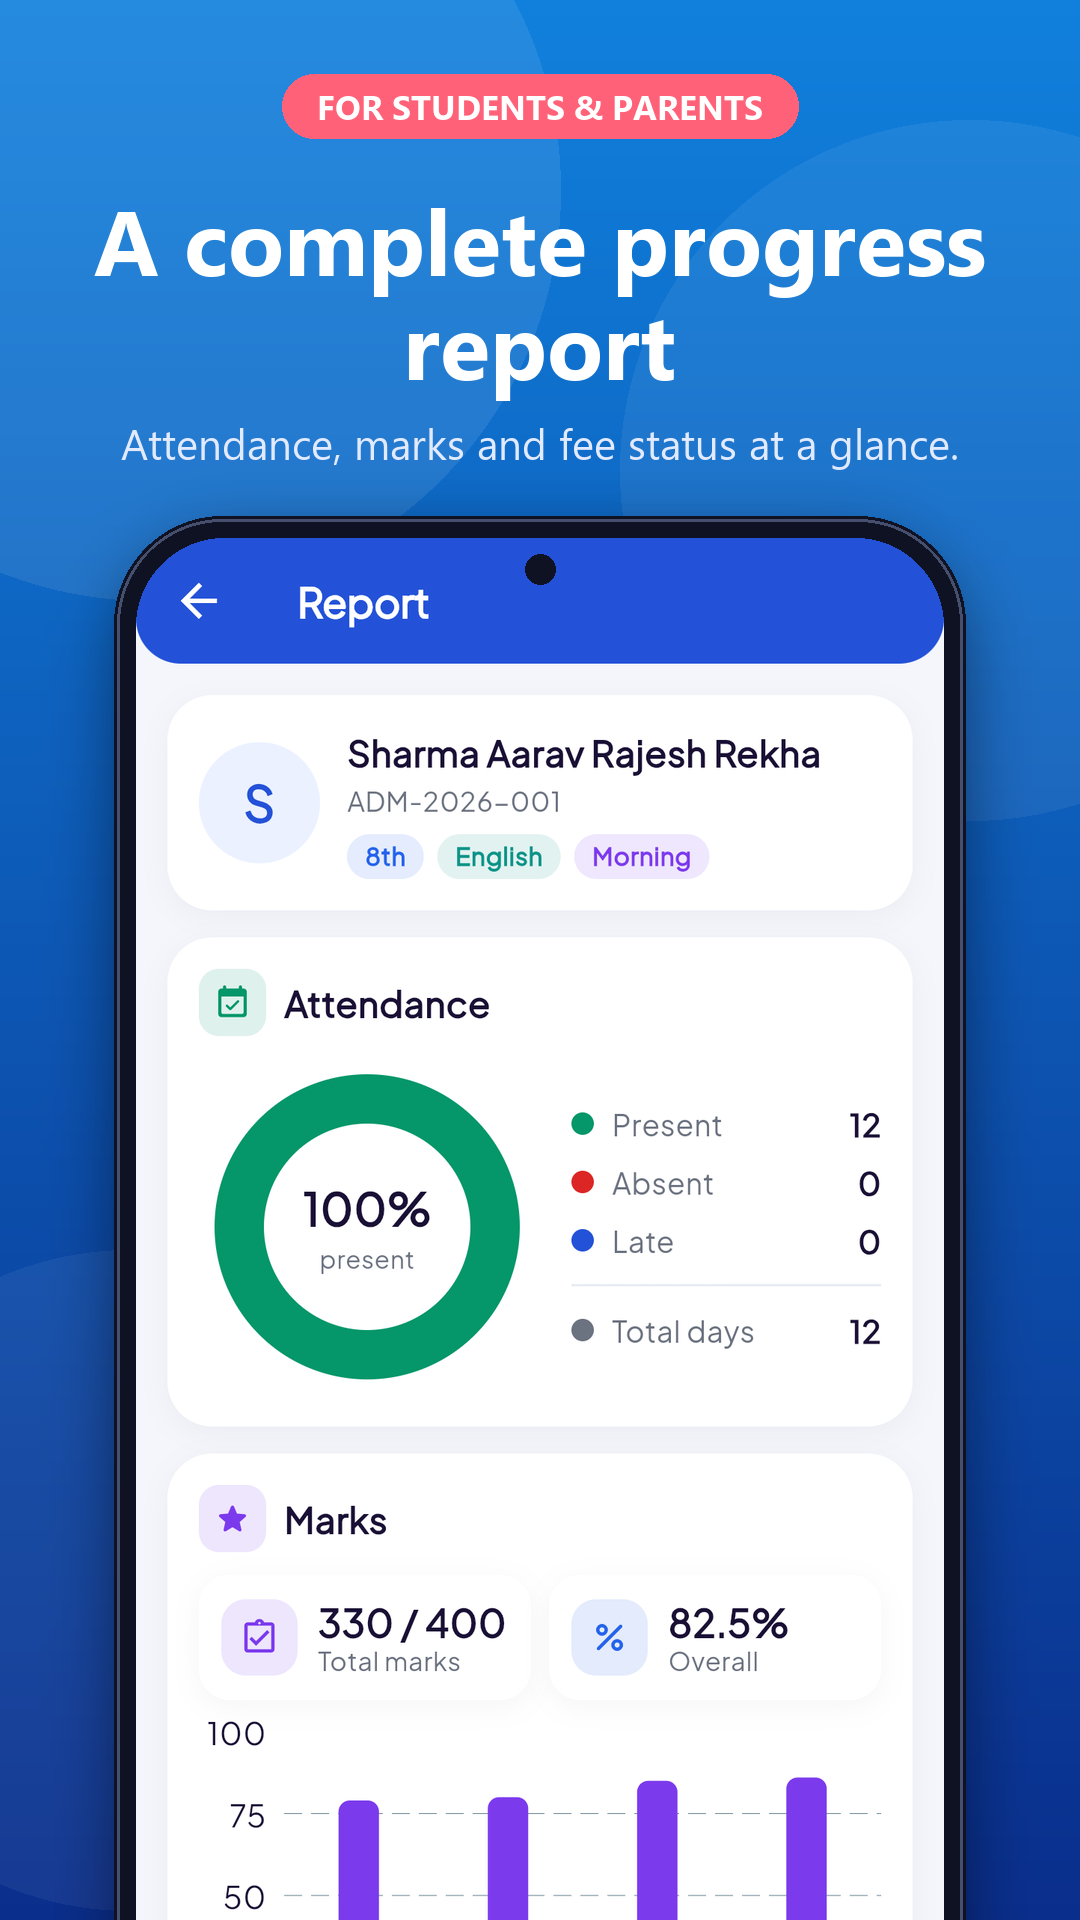 FOR STUDENTS & PARENTS
A complete progress
report
Attendance, marks and fee status at a glance.
Report
S
Sharma Aarav Rajesh Rekha
ADM-2026-001
8th English Morning
Attendance
100%
present
Present 12
Absent 0
Late 0
Total days 12
Marks
330 / 400
Total marks
82.5%
Overall
100
75
50